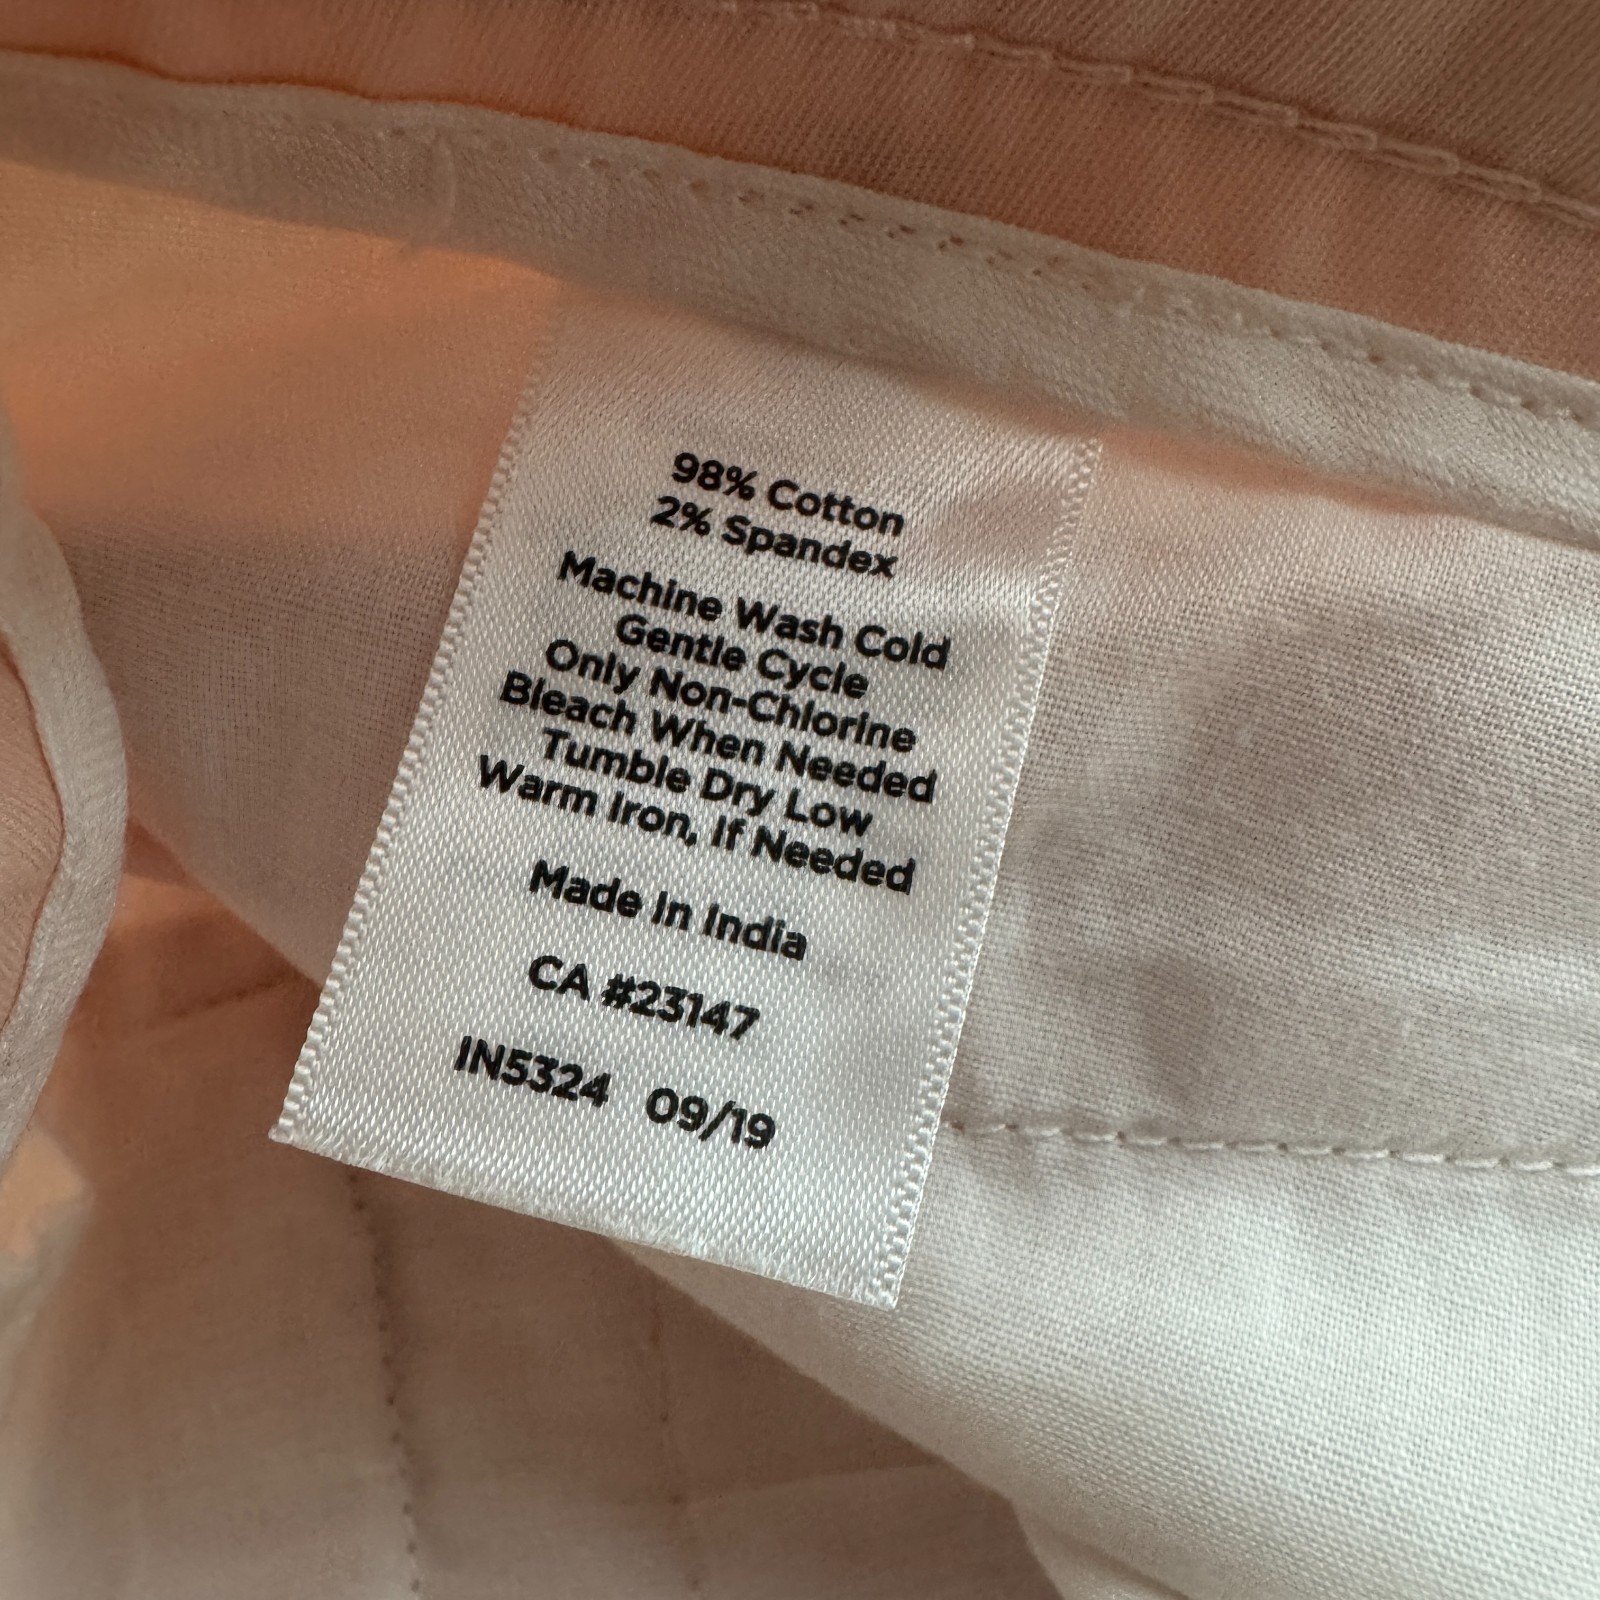 98% Cotton
2% Spandex
Machine Wash Cold
Gentle Cycle
Only Non-Chlorine
Bleach When Needed
Tumble Dry Low
Warm Iron, If Needed
Made In India
CA #23147
IN5324 09/19